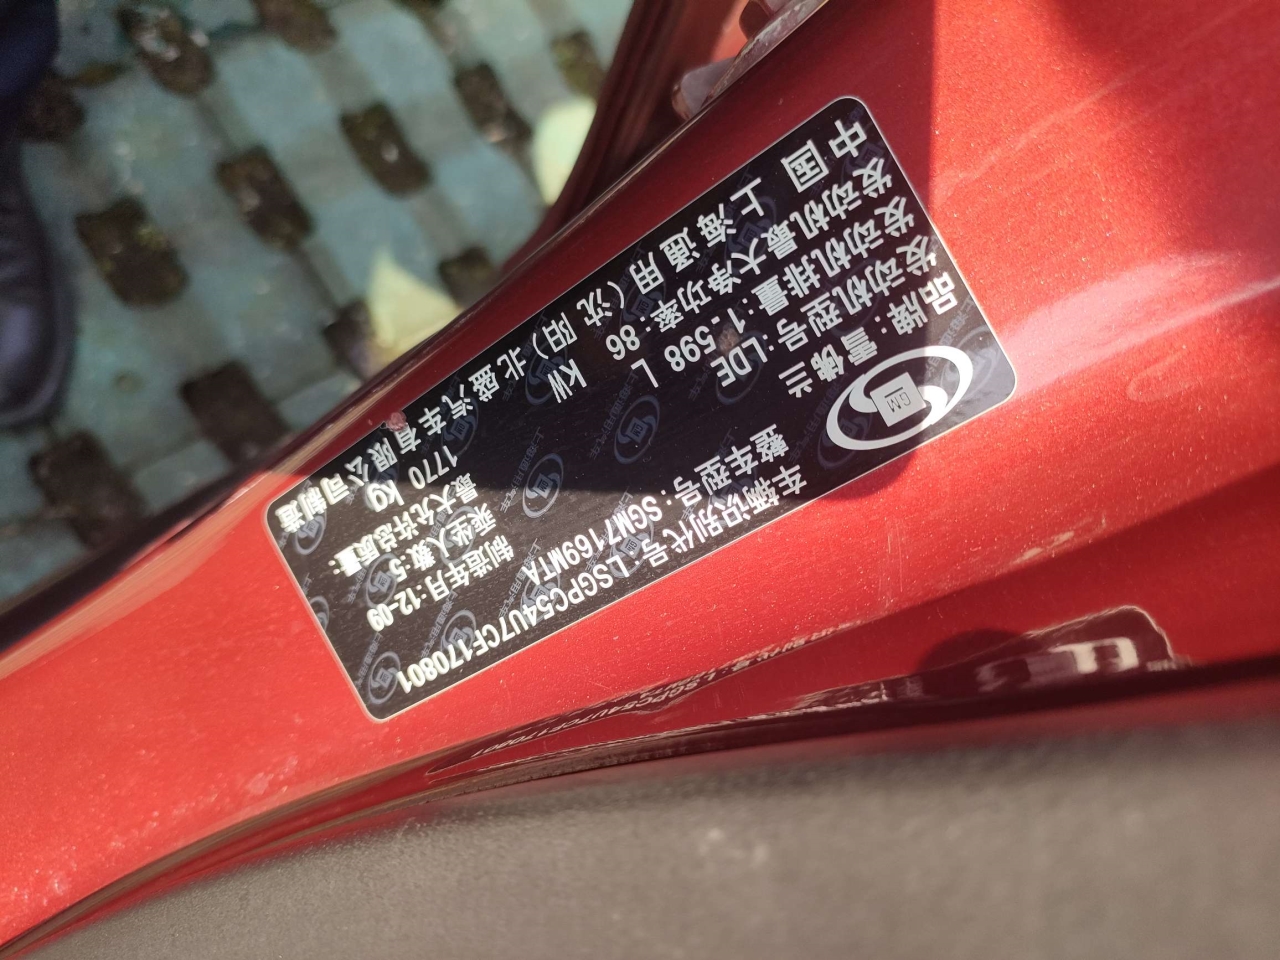 GM
车辆识别代号:LSGPC54U7CF170801
整车型号:SGM7169MTA
制造年月:12-09
品牌:雪佛兰
乘坐人数:5
发动机型号:LDE
最大允许总质量:
发动机排量:1.598 L
1770 KG
发动机最大净功率:86 kW
中国 上海通用(沈阳)北盛汽车有限公司制造